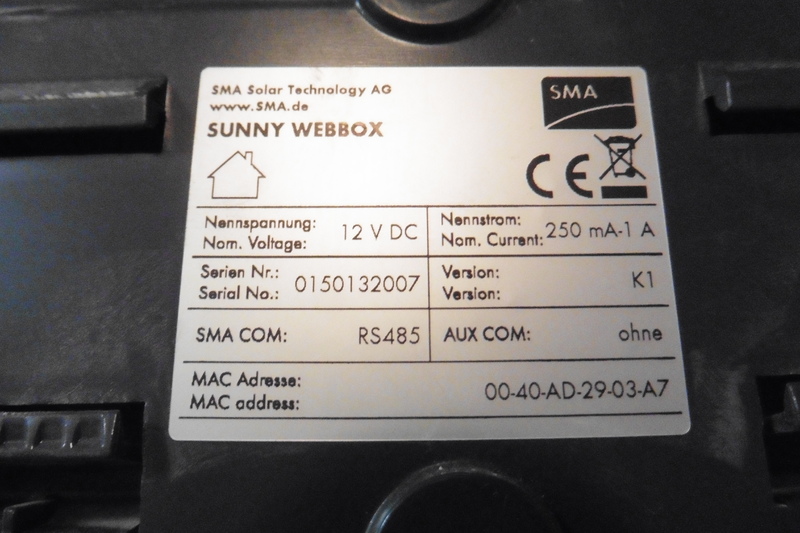 SMA Solar Technology AG
www.SMA.de
SMA
SUNNY WEBBOX
CE
Nennspannung:
Nom. Voltage:
12 V DC
Nennstrom:
Nom. Current:
250 mA-1 A
Serien Nr.:
Serial No.:
0150132007
Version:
Version:
K1
SMA COM:
RS485
AUX COM:
ohne
MAC Adresse:
MAC address:
00-40-AD-29-03-A7